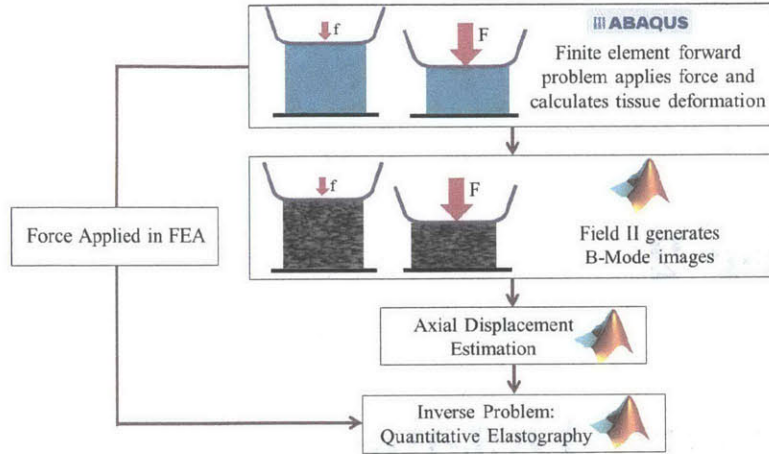 f
F
ABAQUS
Finite element forward
problem applies force and
calculates tissue deformation
f
F
Force Applied in FEA
Field II generates
B-Mode images
Axial Displacement
Estimation
Inverse Problem:
Quantitative Elastography